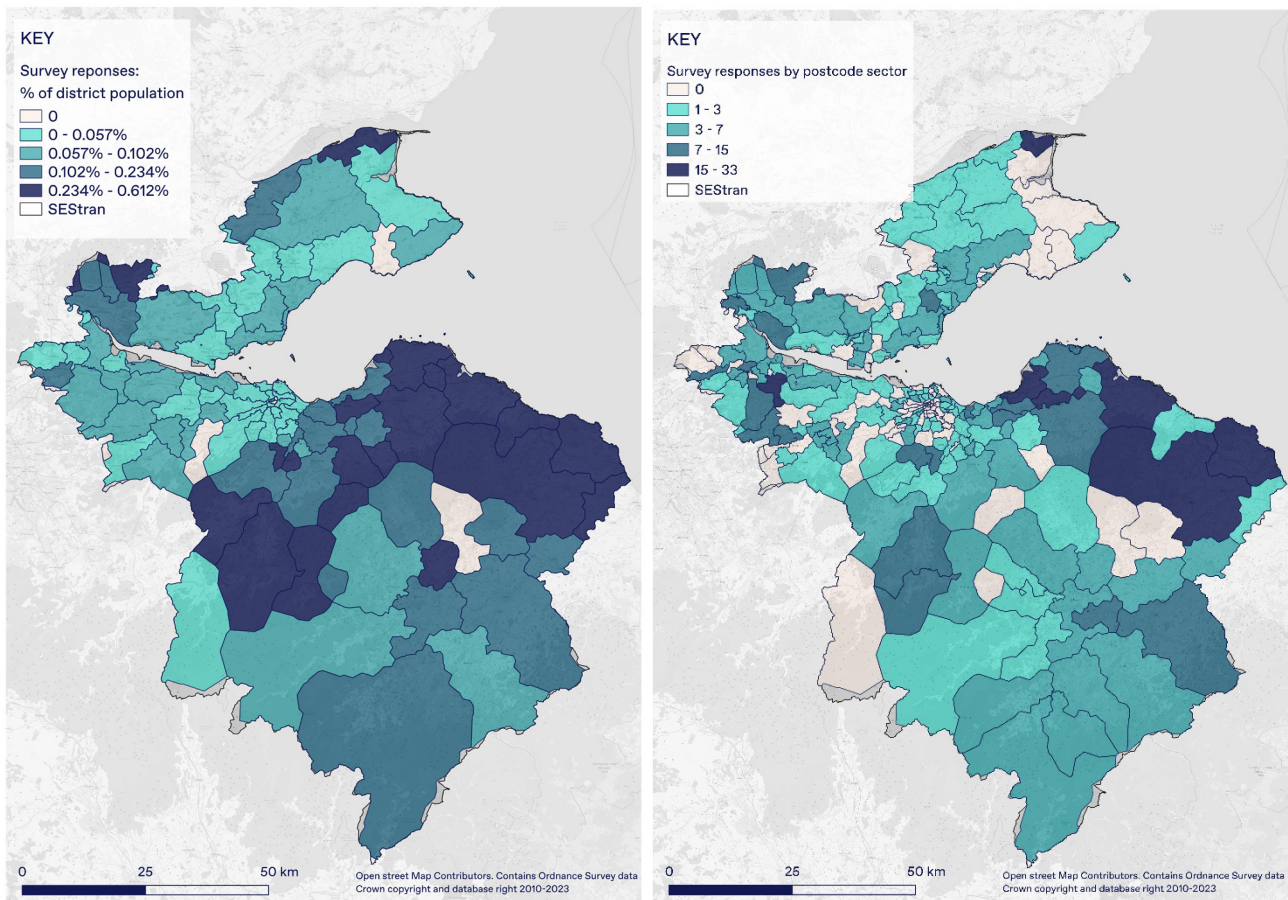 KEY
Survey reponses:
% of district population
0
0 - 0.057%
0.057% - 0.102%
0.102% - 0.234%
0.234% - 0.612%
SEStran
0 25 50 km
Open street Map Contributors. Contains Ordnance Survey data
Crown copyright and database right 2010-2023
KEY
Survey responses by postcode sector
0
1 - 3
3 - 7
7 - 15
15 - 33
SEStran
0 25 50 km
Open street Map Contributors. Contains Ordnance Survey data
Crown copyright and database right 2010-2023